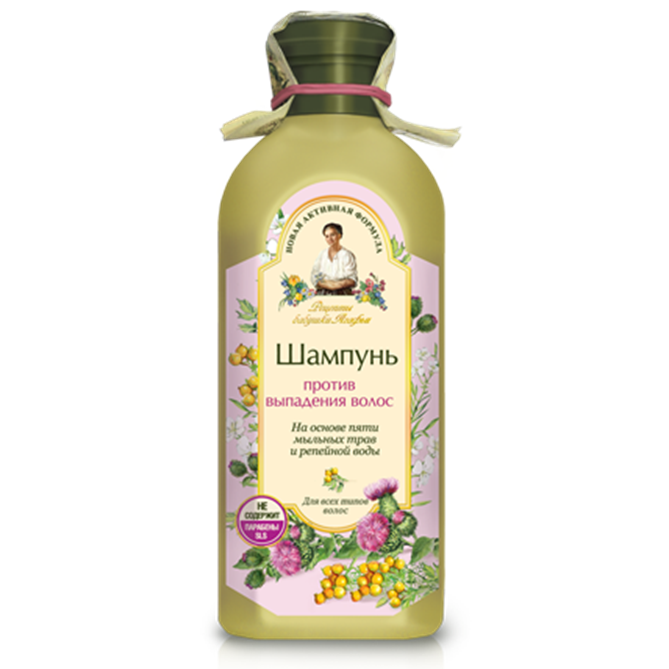 НОВАЯ АКТИВНАЯ ФОРМУЛА
Рецепты
бабушки Агафьи
Шампунь
против
выпадения волос
На основе пяти
мыльных трав
и репейной воды
Для всех типов
волос
НЕ
СОДЕРЖИТ
ПАРАБЕНЫ
SLS